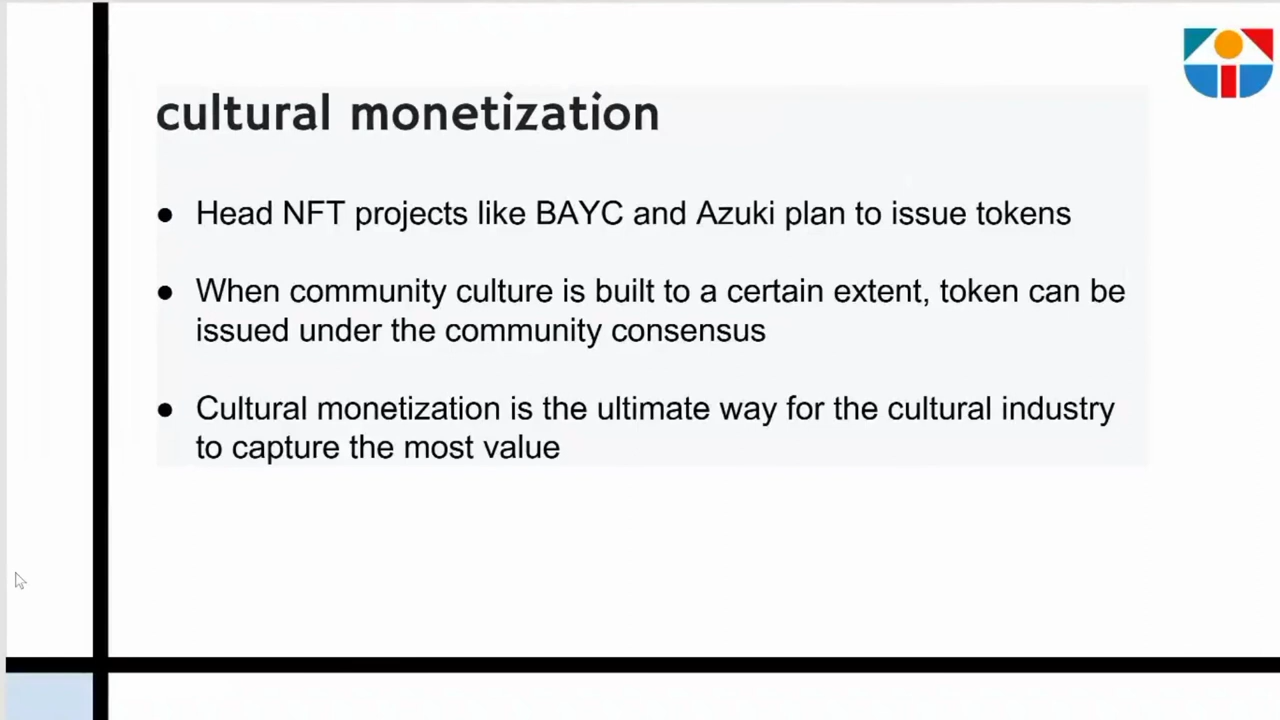 cultural monetization
● Head NFT projects like BAYC and Azuki plan to issue tokens
● When community culture is built to a certain extent, token can be
issued under the community consensus
● Cultural monetization is the ultimate way for the cultural industry
to capture the most value